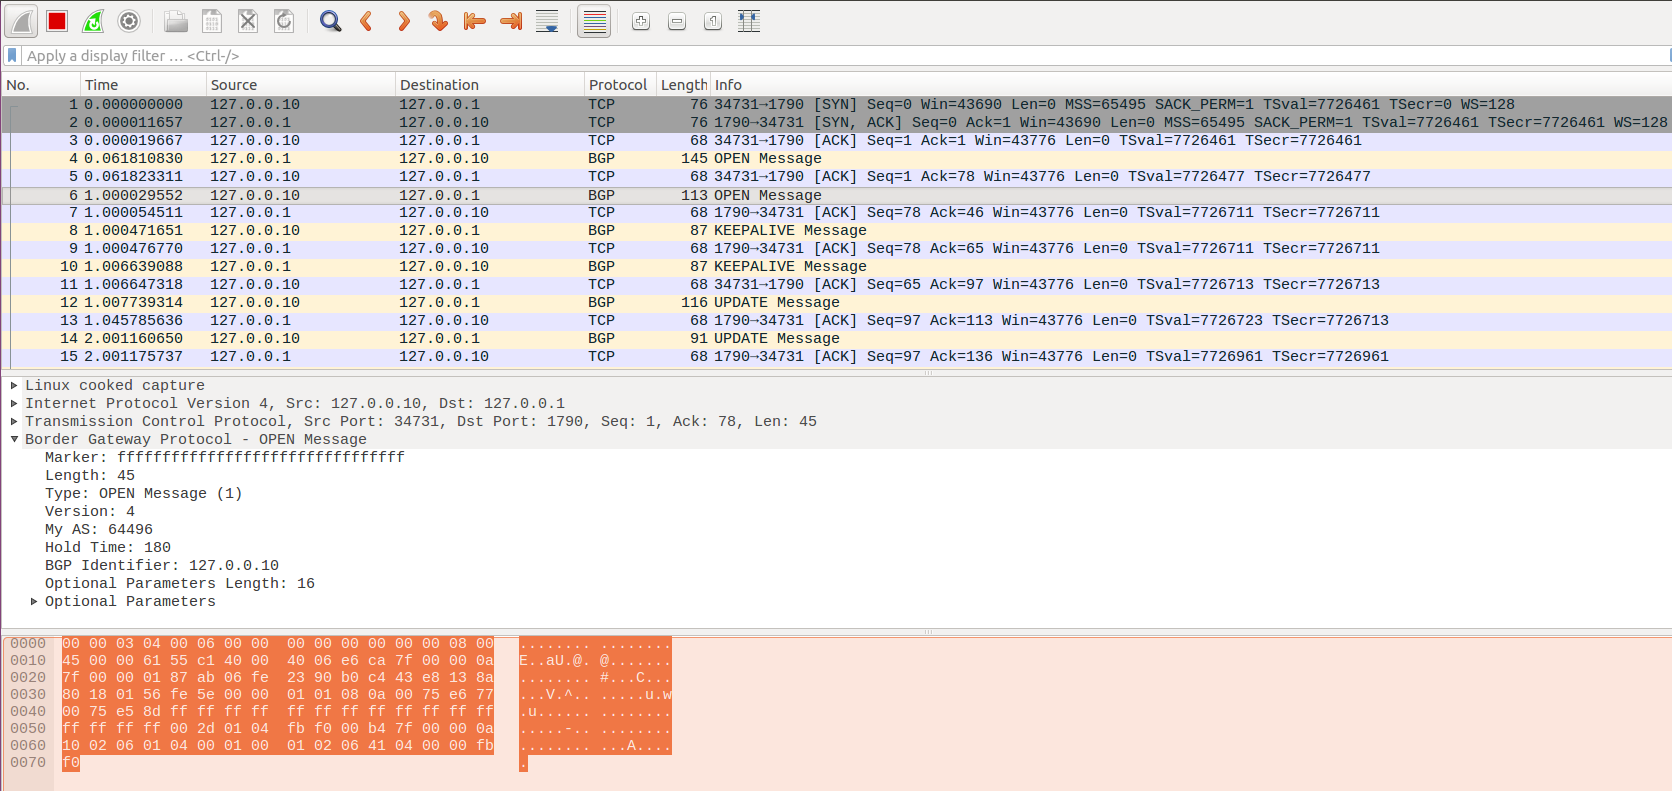 Apply a display filter … <Ctrl-/>
No. Time Source Destination Protocol Length Info
1 0.000000000 127.0.0.10 127.0.0.1 TCP 76 34731→1790 [SYN] Seq=0 Win=43690 Len=0 MSS=65495 SACK_PERM=1 TSval=7726461 TSecr=0 WS=128
2 0.000011657 127.0.0.1 127.0.0.10 TCP 76 1790→34731 [SYN, ACK] Seq=0 Ack=1 Win=43690 Len=0 MSS=65495 SACK_PERM=1 TSval=7726461 TSecr=7726461 WS=128
3 0.000019667 127.0.0.10 127.0.0.1 TCP 68 34731→1790 [ACK] Seq=1 Ack=1 Win=43776 Len=0 TSval=7726461 TSecr=7726461
4 0.061810830 127.0.0.1 127.0.0.10 BGP 145 OPEN Message
5 0.061823311 127.0.0.10 127.0.0.1 TCP 68 34731→1790 [ACK] Seq=1 Ack=78 Win=43776 Len=0 TSval=7726477 TSecr=7726477
6 1.000029552 127.0.0.10 127.0.0.1 BGP 113 OPEN Message
7 1.000054511 127.0.0.1 127.0.0.10 TCP 68 1790→34731 [ACK] Seq=78 Ack=46 Win=43776 Len=0 TSval=7726711 TSecr=7726711
8 1.000471651 127.0.0.10 127.0.0.1 BGP 87 KEEPALIVE Message
9 1.000476770 127.0.0.1 127.0.0.10 TCP 68 1790→34731 [ACK] Seq=78 Ack=65 Win=43776 Len=0 TSval=7726711 TSecr=7726711
10 1.006639088 127.0.0.1 127.0.0.10 BGP 87 KEEPALIVE Message
11 1.006647318 127.0.0.10 127.0.0.1 TCP 68 34731→1790 [ACK] Seq=65 Ack=97 Win=43776 Len=0 TSval=7726713 TSecr=7726713
12 1.007739314 127.0.0.10 127.0.0.1 BGP 116 UPDATE Message
13 1.045785636 127.0.0.1 127.0.0.10 TCP 68 1790→34731 [ACK] Seq=97 Ack=113 Win=43776 Len=0 TSval=7726723 TSecr=7726713
14 2.001160650 127.0.0.10 127.0.0.1 BGP 91 UPDATE Message
15 2.001175737 127.0.0.1 127.0.0.10 TCP 68 1790→34731 [ACK] Seq=97 Ack=136 Win=43776 Len=0 TSval=7726961 TSecr=7726961
Linux cooked capture
Internet Protocol Version 4, Src: 127.0.0.10, Dst: 127.0.0.1
Transmission Control Protocol, Src Port: 34731, Dst Port: 1790, Seq: 1, Ack: 78, Len: 45
Border Gateway Protocol - OPEN Message
Marker: ffffffffffffffffffffffffffffffff
Length: 45
Type: OPEN Message (1)
Version: 4
My AS: 64496
Hold Time: 180
BGP Identifier: 127.0.0.10
Optional Parameters Length: 16
Optional Parameters
0000 00 00 03 04 00 06 00 00 00 00 00 00 00 00 08 00 ........ ........
0010 45 00 00 61 55 c1 40 00 40 06 e6 ca 7f 00 00 0a E..aU.@. @.......
0020 7f 00 00 01 87 ab 06 fe 23 90 b0 c4 43 e8 13 8a ........ #...C...
0030 80 18 01 56 fe 5e 00 00 01 01 08 0a 00 75 e6 77 ...V.^.. .....u.w
0040 00 75 e5 8d ff ff ff ff ff ff ff ff ff ff ff ff .u...... ........
0050 ff ff ff ff 00 2d 01 04 fb f0 00 b4 7f 00 00 0a .....-.. ........
0060 10 02 06 01 04 00 01 00 01 02 06 41 04 00 00 fb ........ ...A....
0070 f0 .